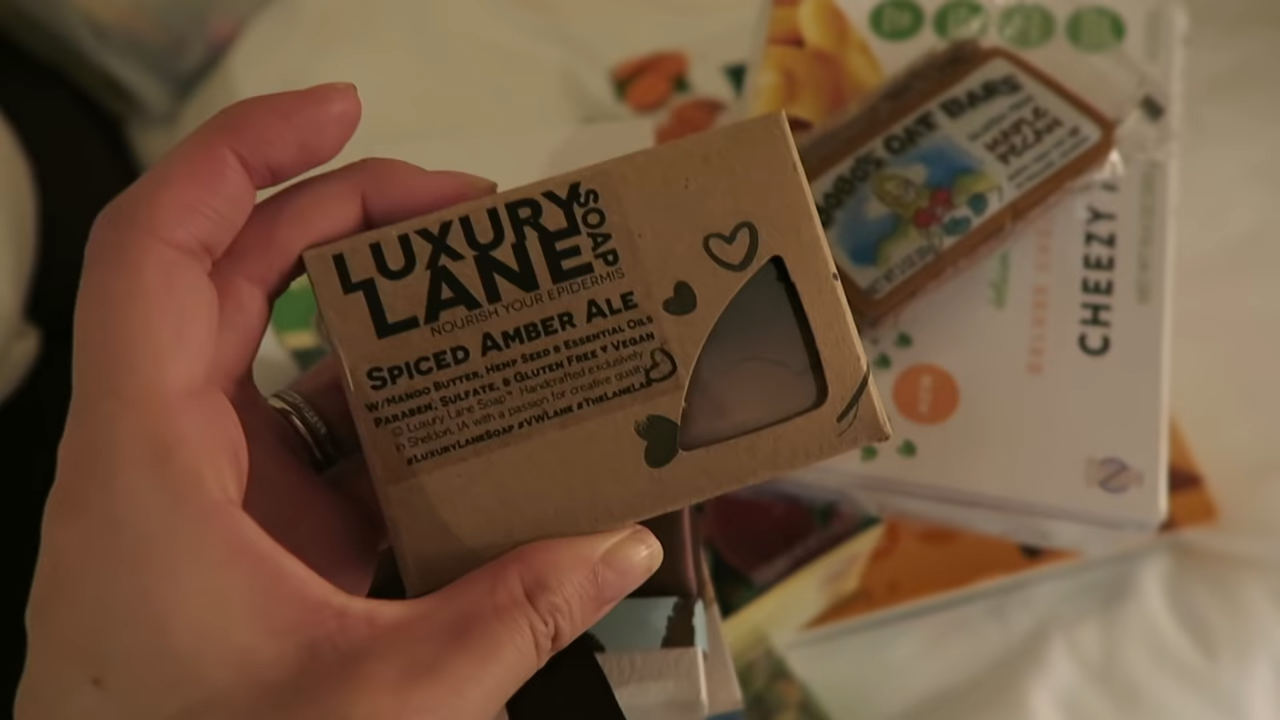 LUXURY
LANE
SOAP
NOURISH YOUR EPIDERMIS
SPICED AMBER ALE
W/MANGO BUTTER, HEMP SEED & ESSENTIAL OILS
PARABEN, SULFATE, & GLUTEN FREE ♥ VEGAN
© Luxury Lane Soap™ Handcrafted exclusively
in Sheldon, IA with a passion for creative quality
#LUXURYLANESOAP #VWLANE #THELANELA
BOBO'S OAT BARS
MAPLE
PECAN
CHEEZY